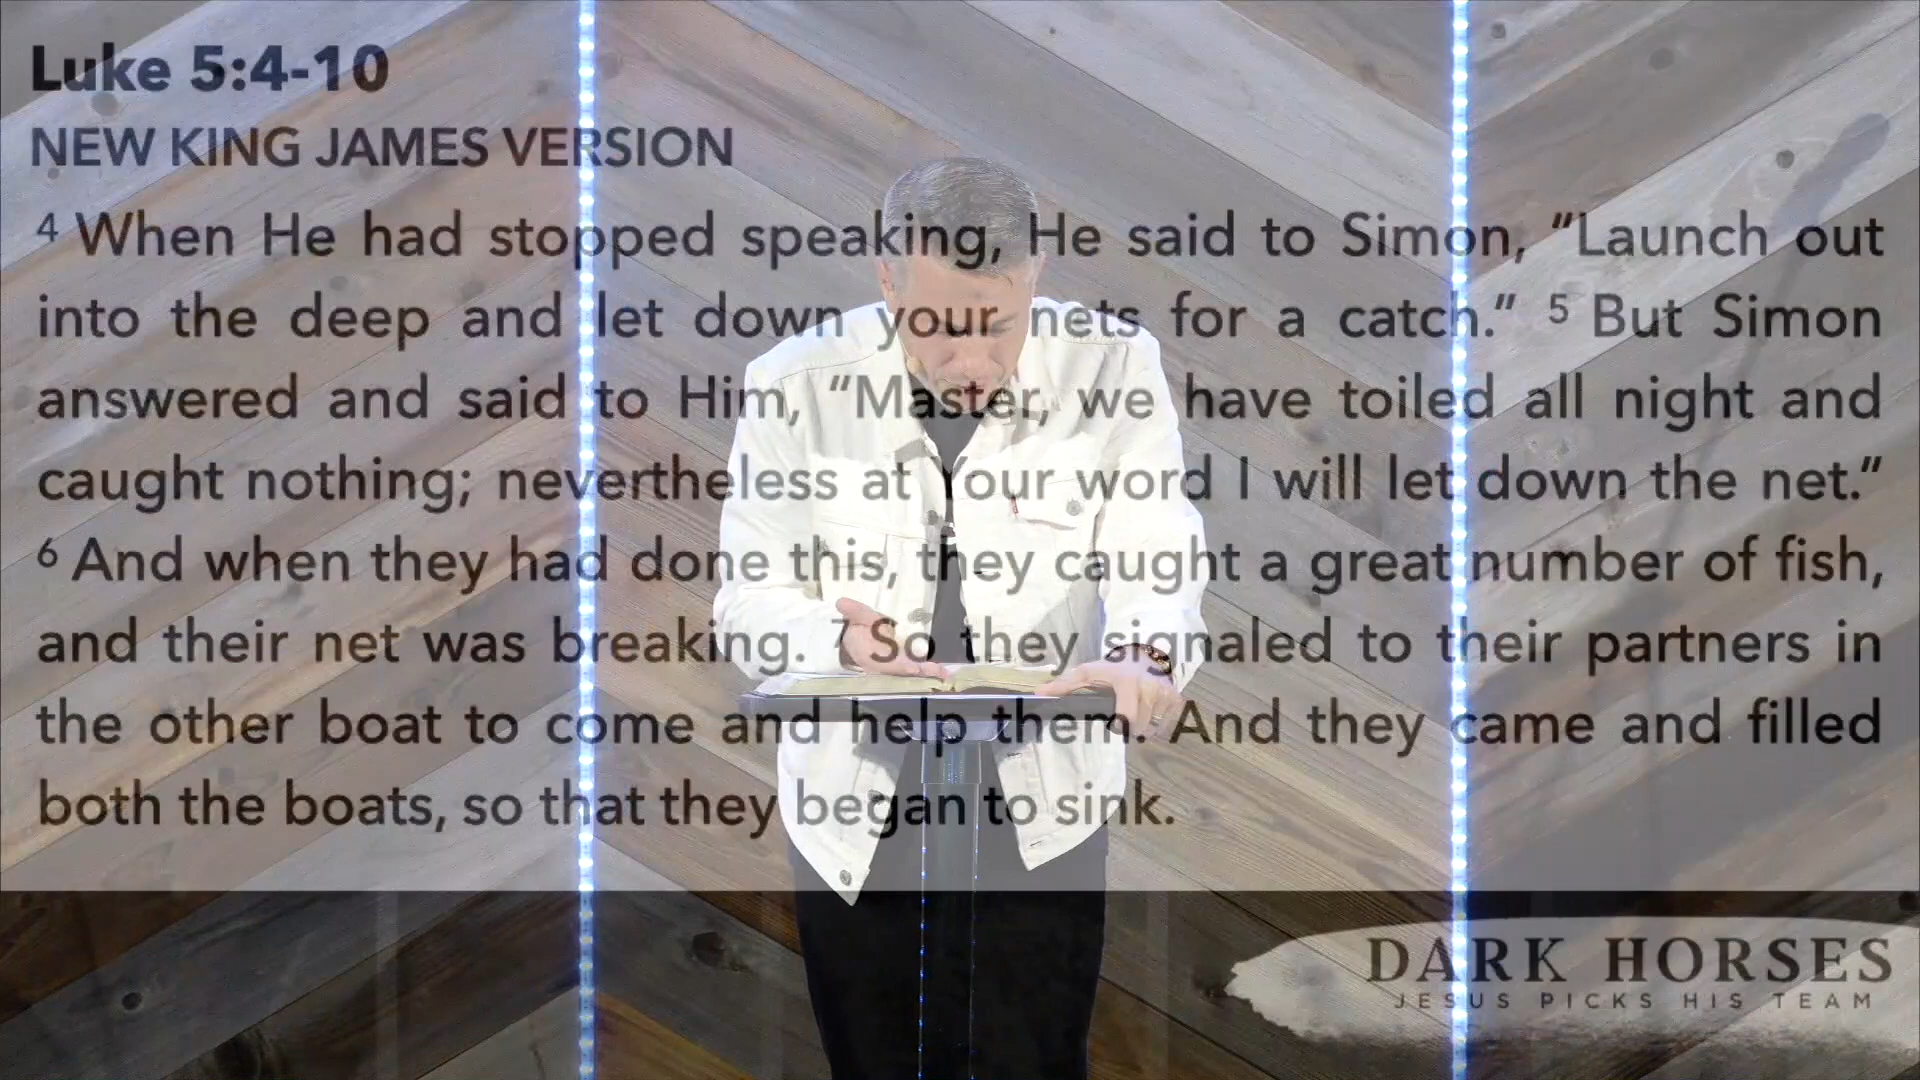 Luke 5:4-10
NEW KING JAMES VERSION
4 When He had stopped speaking, He said to Simon, “Launch out
into the deep and let down your nets for a catch.” 5 But Simon
answered and said to Him, “Master, we have toiled all night and
caught nothing; nevertheless at Your word I will let down the net.”
6 And when they had done this, they caught a great number of fish,
and their net was breaking. 7 So they signaled to their partners in
the other boat to come and help them. And they came and filled
both the boats, so that they began to sink.
DARK HORSES
JESUS PICKS HIS TEAM